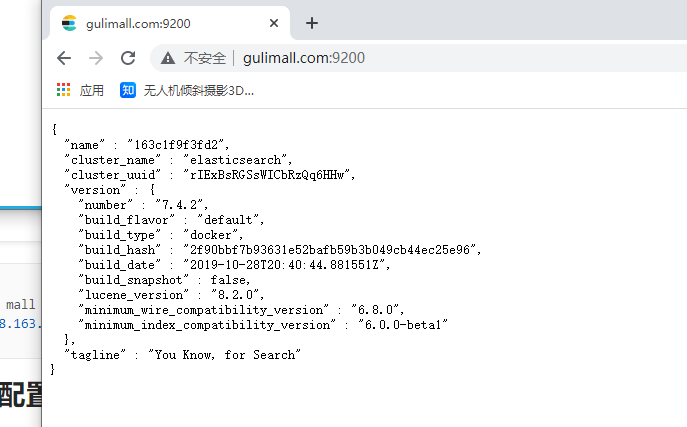 gulimall.com:9200
不安全 gulimall.com:9200
应用 知 无人机倾斜摄影3D...
{
"name" : "163c1f9f3fd2",
"cluster_name" : "elasticsearch",
"cluster_uuid" : "rIExBsRGSsWICbRzQq6HHw",
"version" : {
"number" : "7.4.2",
"build_flavor" : "default",
"build_type" : "docker",
"build_hash" : "2f90bbf7b93631e52bafb59b3b049cb44ec25e96",
"build_date" : "2019-10-28T20:40:44.881551Z",
"build_snapshot" : false,
"lucene_version" : "8.2.0",
"minimum_wire_compatibility_version" : "6.8.0",
"minimum_index_compatibility_version" : "6.0.0-beta1"
},
"tagline" : "You Know, for Search"
}
mall
8.163.
配置